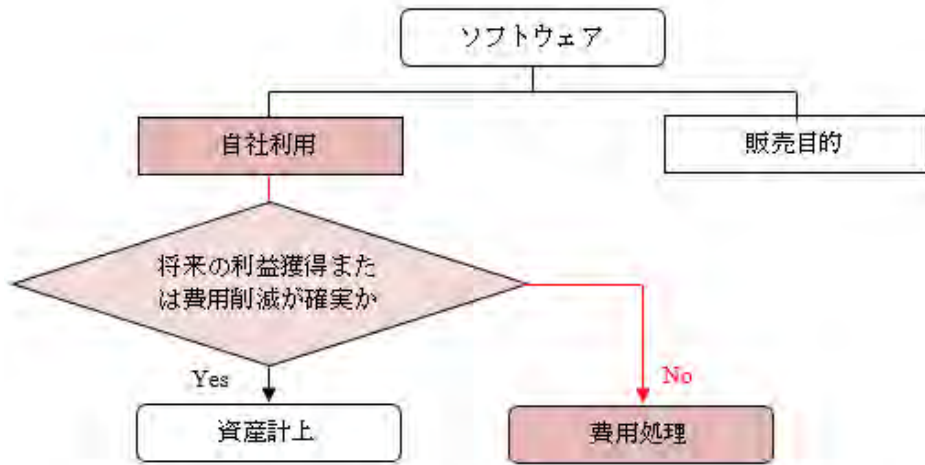 ソフトウェア
自社利用
販売目的
将来の利益獲得また
は費用削減が確実か
Yes
No
資産計上
費用処理